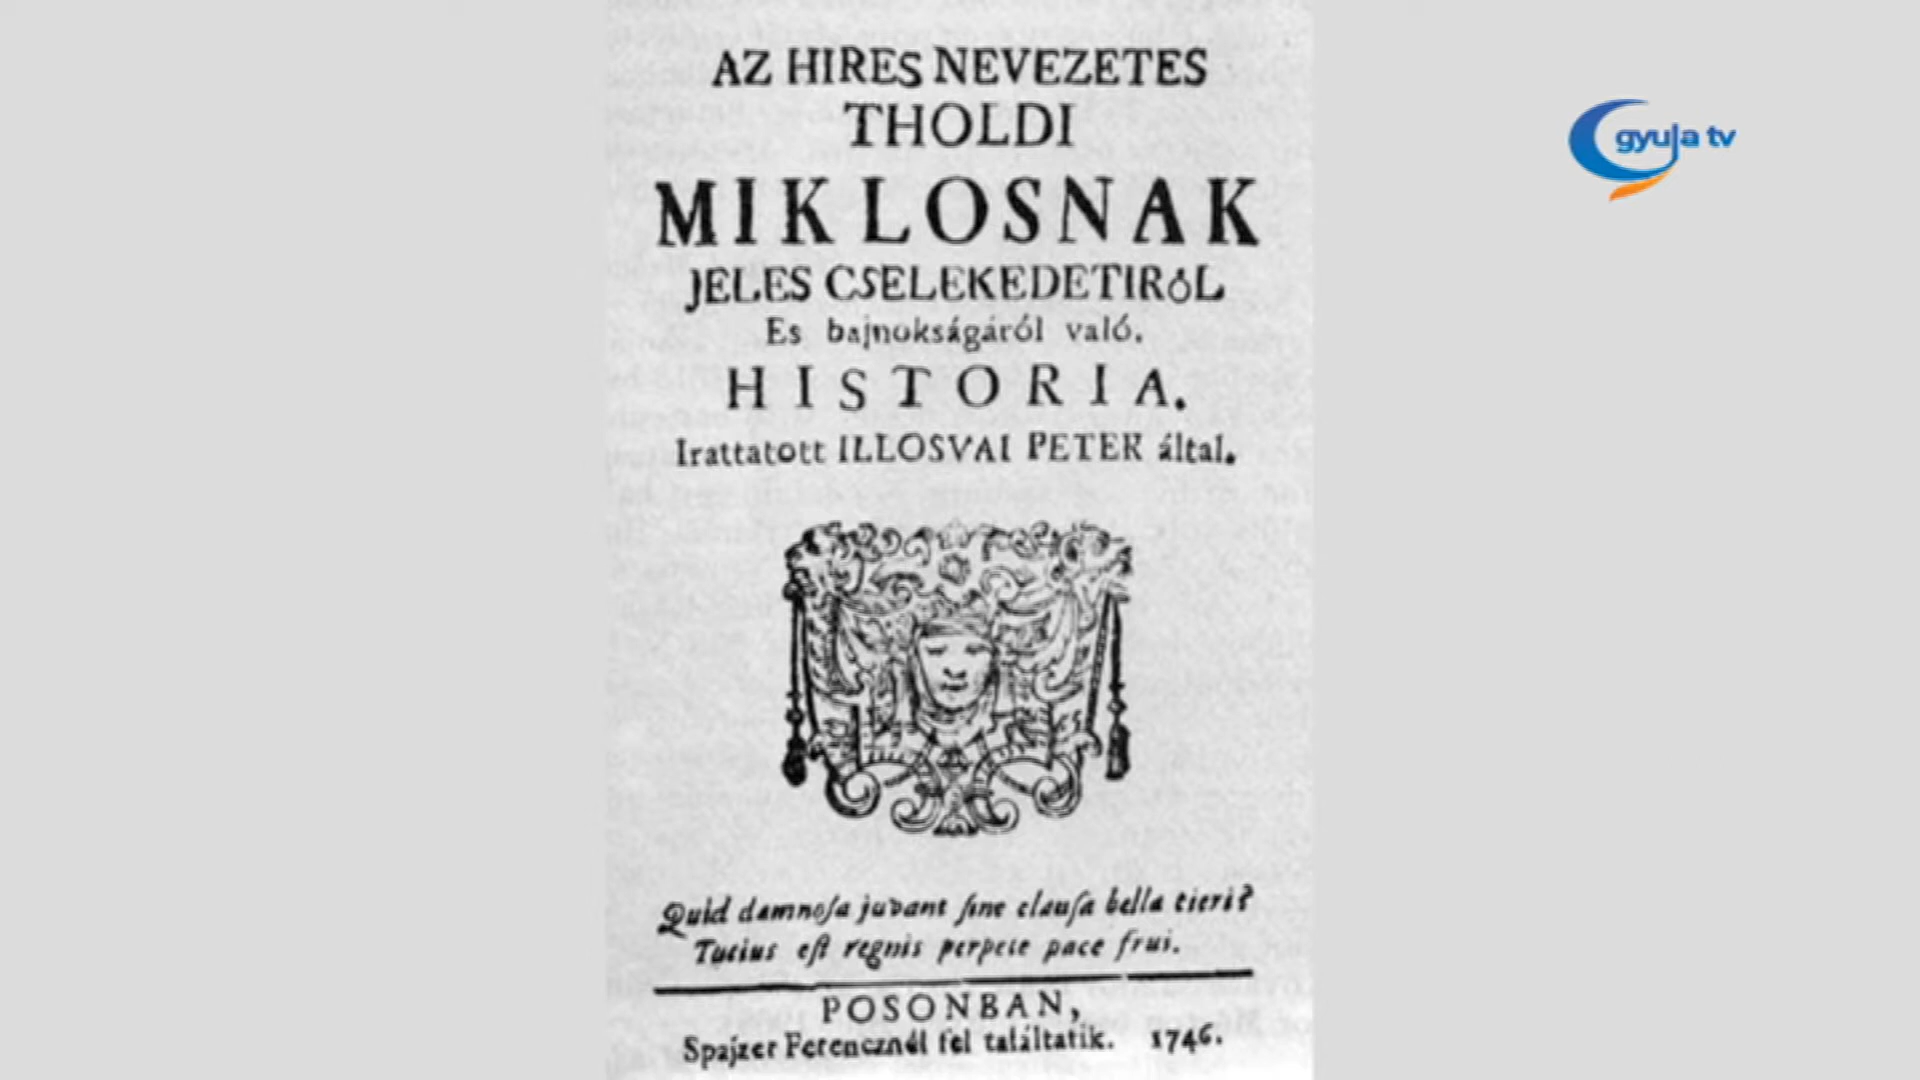 AZ HIRES NEVEZETES
THOLDI
MIKLOSNAK
JELES CSELEKEDETIRőL
Es bajnokságáról való.
HISTORIA.
Irattatott ILLOSVAI PETER által.
Quid damnoſa juvant ſine clauſa bella tieri?
Tutius eſt regnis perpete pace frui.
POSONBAN,
Spajzer Ferencznél fel találtatik. 1746.
gyula tv